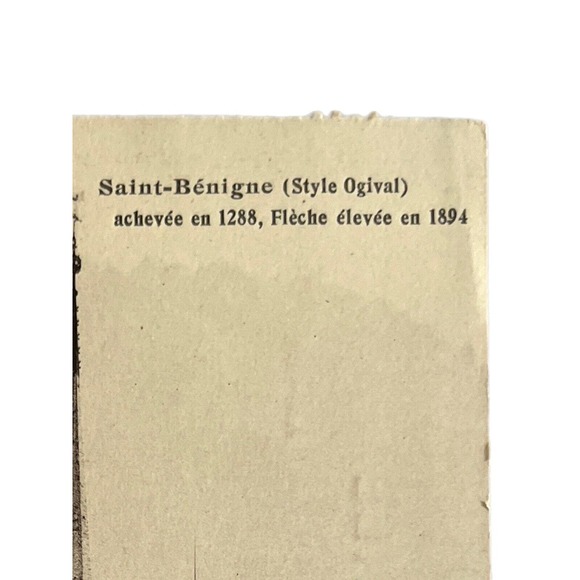 Saint-Bénigne (Style Ogival)
achevée en 1288, Flèche élevée en 1894